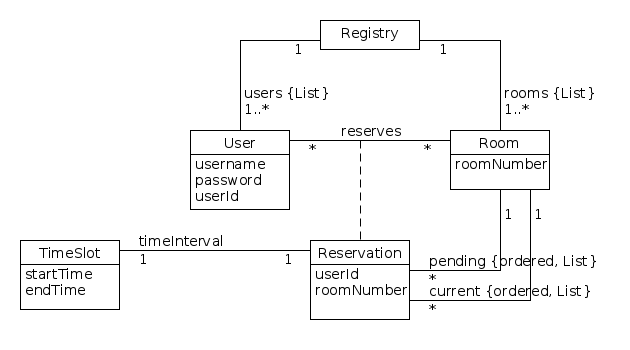 Registry
1
1
users {List}
rooms {List}
1..*
1..*
reserves
User
*
*
Room
username
roomNumber
password
userId
1
1
timeInterval
TimeSlot
1
1
Reservation
pending {ordered, List}
startTime
userId
*
endTime
roomNumber
current {ordered, List}
*